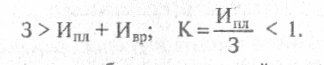 З > Ипл + Ивр; К = Ипл/З < 1.